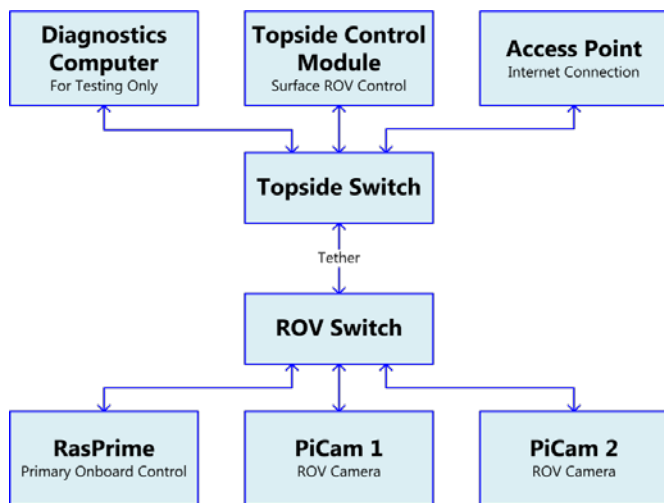 Diagnostics
Computer
For Testing Only
Topside Control
Module
Surface ROV Control
Access Point
Internet Connection
Topside Switch
Tether
ROV Switch
RasPrime
Primary Onboard Control
PiCam 1
ROV Camera
PiCam 2
ROV Camera